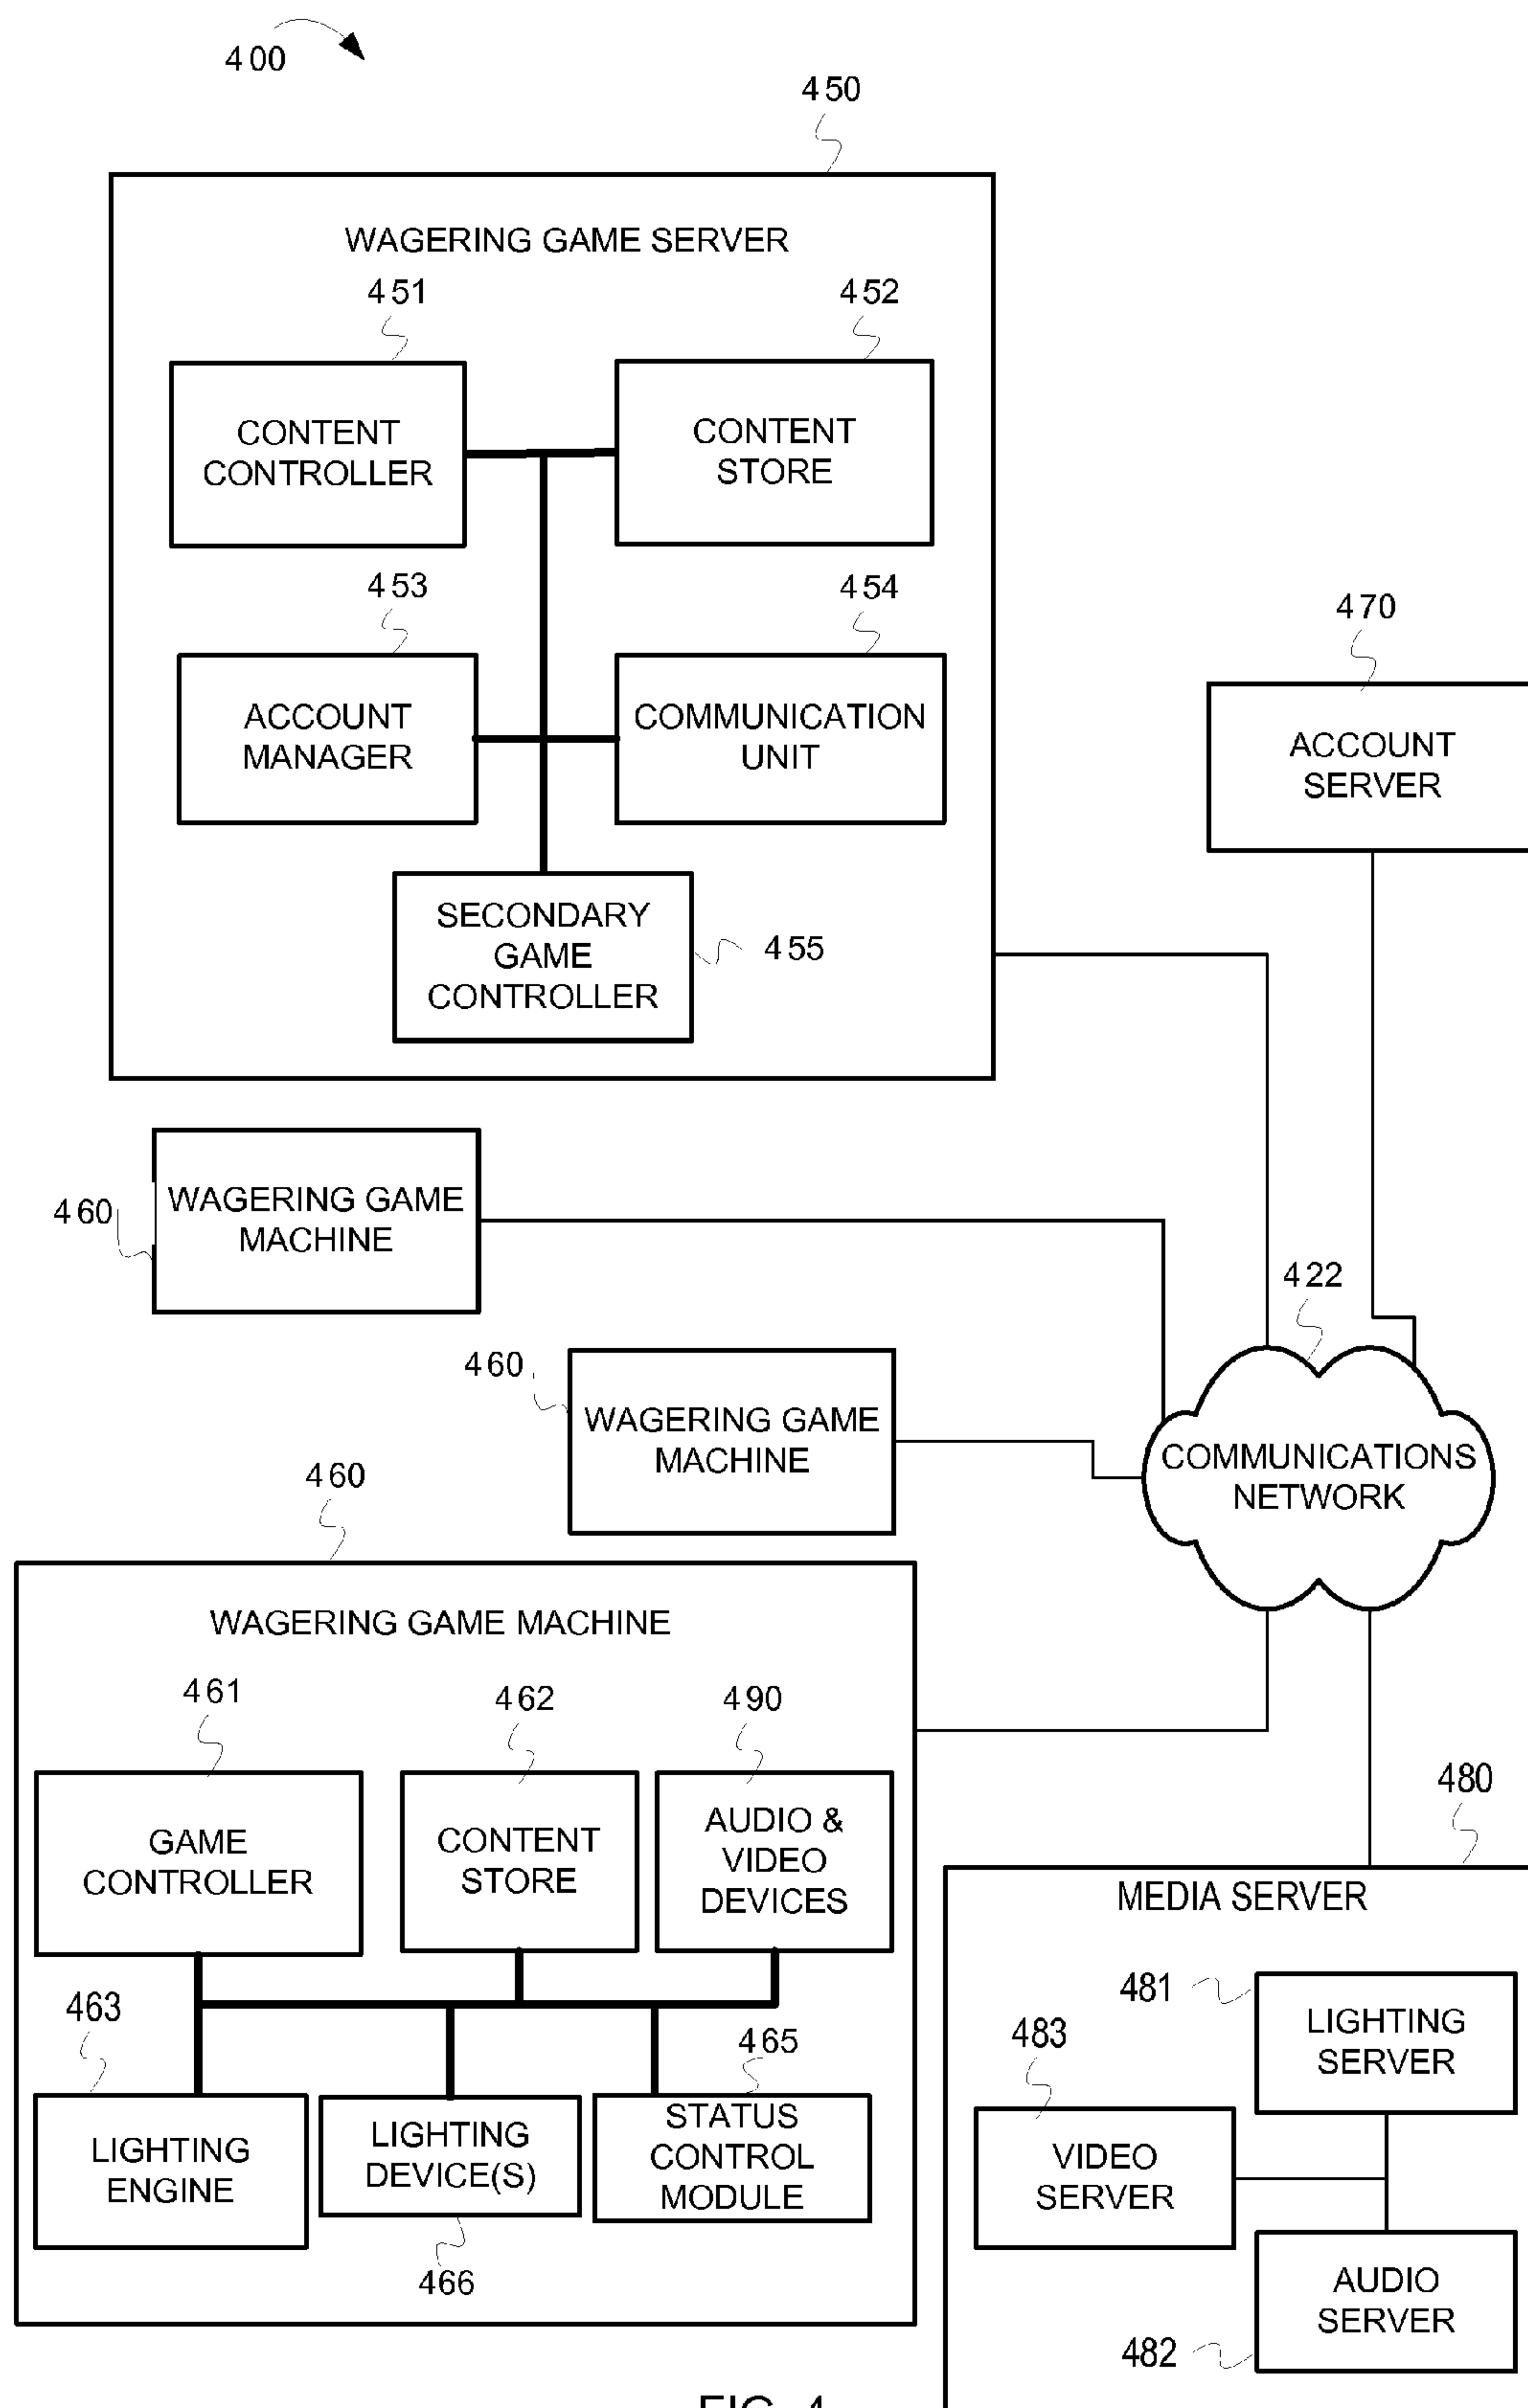 400
450
WAGERING GAME SERVER
451
452
CONTENT
CONTROLLER
CONTENT
STORE
453
454
ACCOUNT
MANAGER
COMMUNICATION
UNIT
SECONDARY
GAME
CONTROLLER
455
470
ACCOUNT
SERVER
460
WAGERING GAME
MACHINE
460
WAGERING GAME
MACHINE
422
COMMUNICATIONS
NETWORK
460
WAGERING GAME MACHINE
461
462
490
GAME
CONTROLLER
CONTENT
STORE
AUDIO &
VIDEO
DEVICES
463
465
LIGHTING
ENGINE
LIGHTING
DEVICE(S)
STATUS
CONTROL
MODULE
466
480
MEDIA SERVER
481
LIGHTING
SERVER
483
VIDEO
SERVER
AUDIO
SERVER
482
FIG. 4